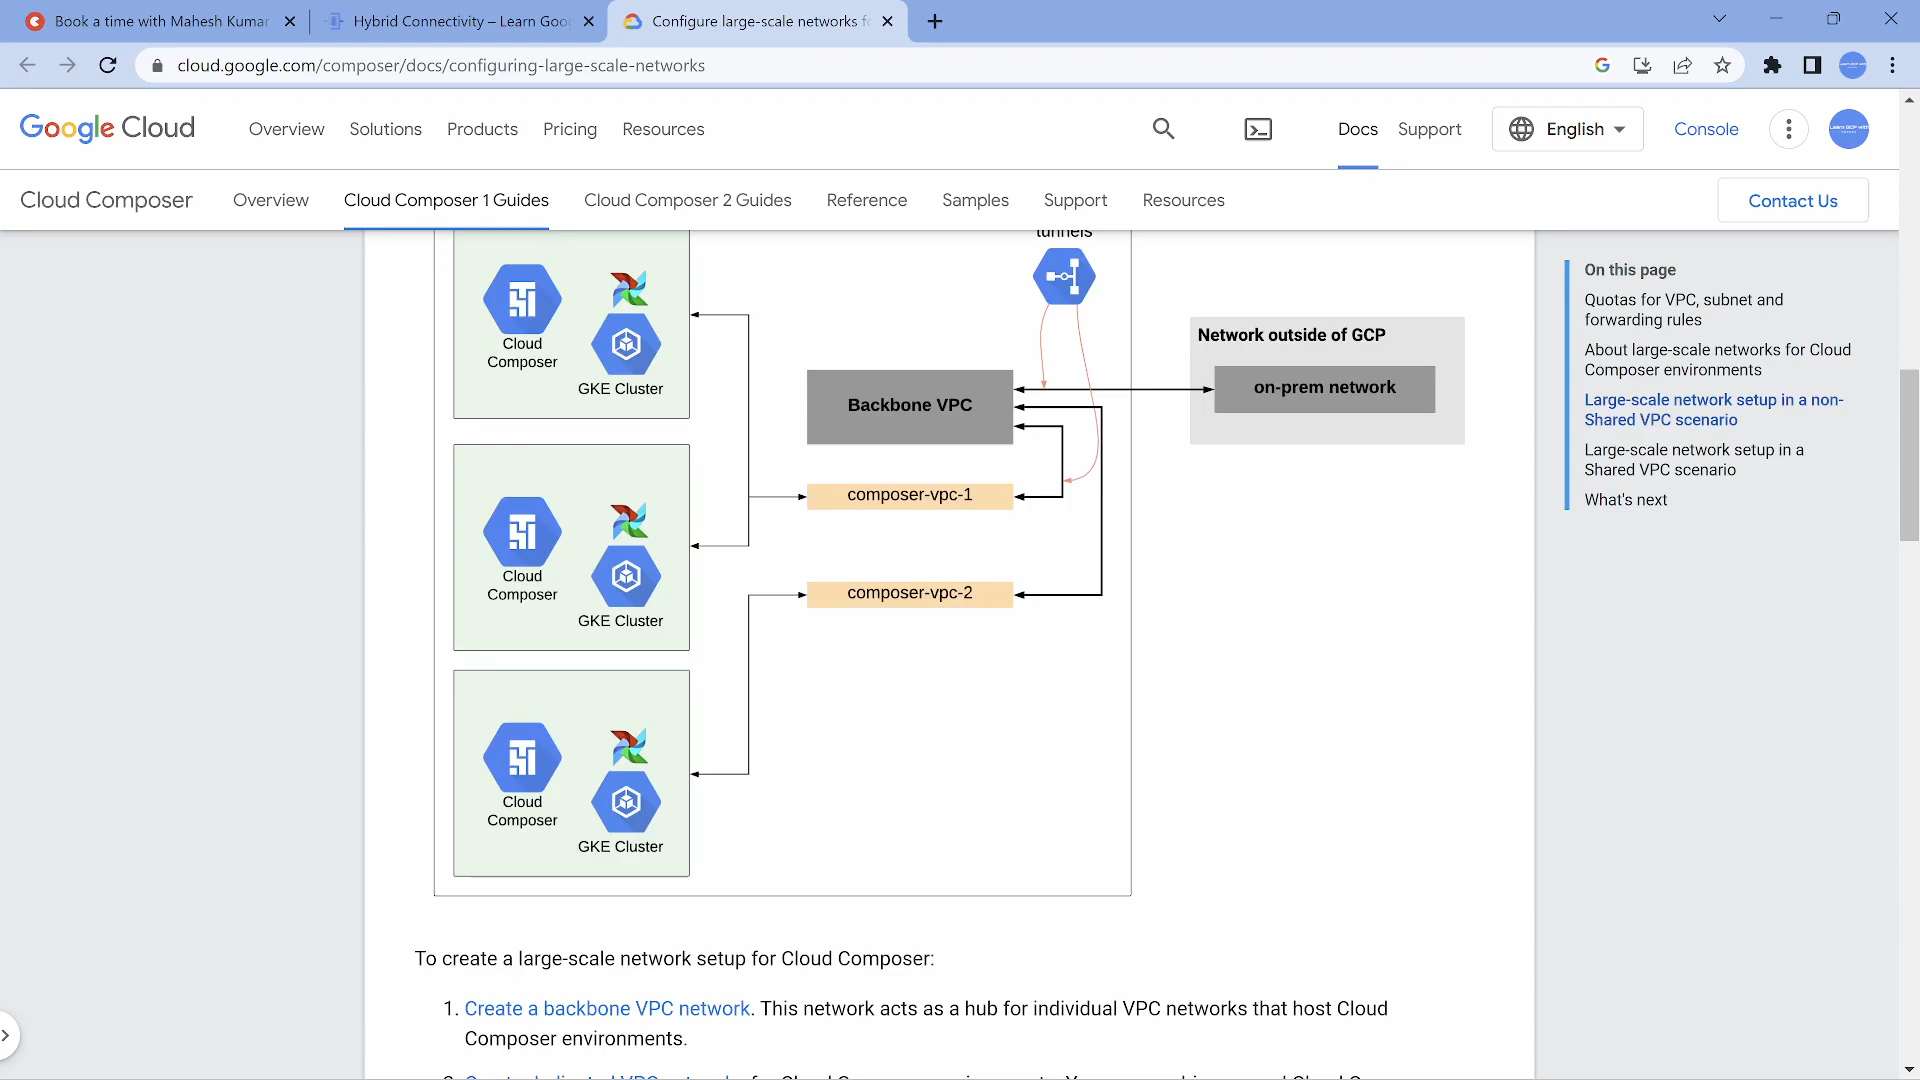 Book a time with Mahesh Kumar
Hybrid Connectivity – Learn Goo
Configure large-scale networks fo
cloud.google.com/composer/docs/configuring-large-scale-networks
Google Cloud
Overview
Solutions
Products
Pricing
Resources
Docs
Support
English
Console
Cloud Composer
Overview
Cloud Composer 1 Guides
Cloud Composer 2 Guides
Reference
Samples
Support
Resources
Contact Us
tunnels
Cloud
Composer
GKE Cluster
Backbone VPC
Network outside of GCP
on-prem network
composer-vpc-1
Cloud
Composer
GKE Cluster
composer-vpc-2
Cloud
Composer
GKE Cluster
On this page
Quotas for VPC, subnet and
forwarding rules
About large-scale networks for Cloud
Composer environments
Large-scale network setup in a non-
Shared VPC scenario
Large-scale network setup in a
Shared VPC scenario
What's next
To create a large-scale network setup for Cloud Composer:
1. Create a backbone VPC network. This network acts as a hub for individual VPC networks that host Cloud
Composer environments.